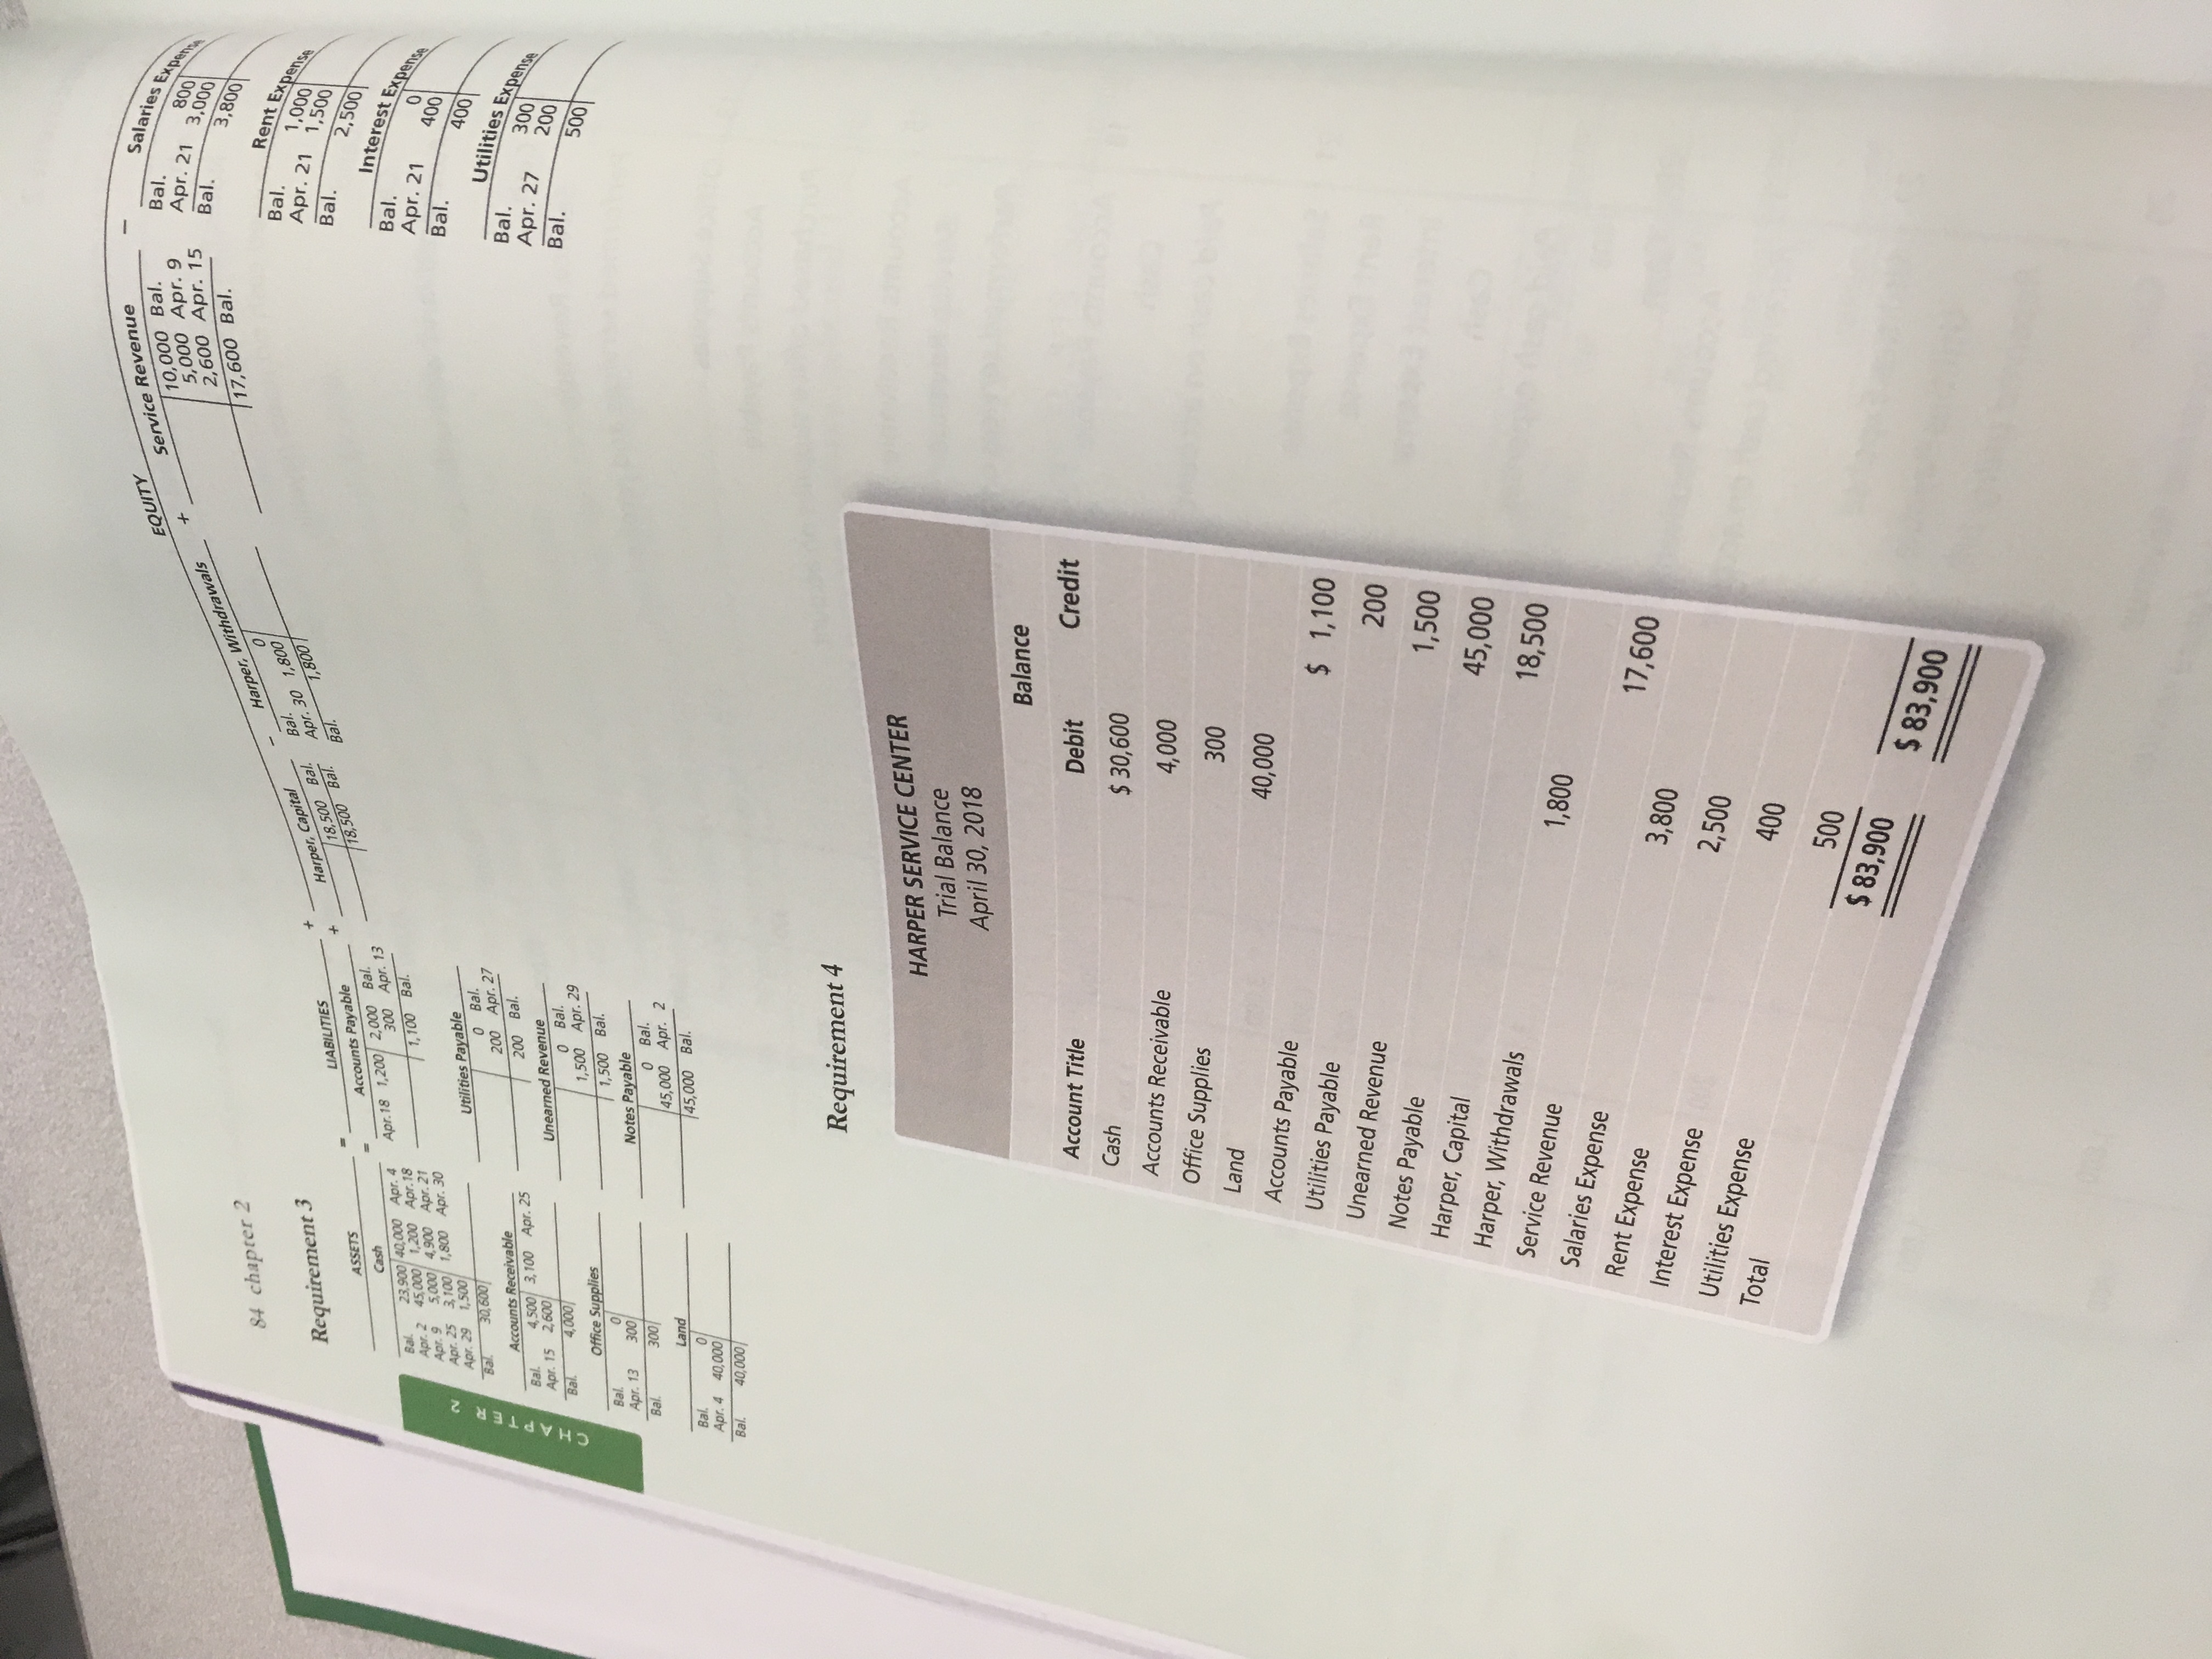 84 chapter 2
Requirement 3
CHAPTER 2
ASSETS = LIABILITIES + EQUITY
Cash = Accounts Payable + Harper, Capital − Harper, Withdrawals + Service Revenue − Salaries Expense
Cash
Bal. 23,900 40,000 Apr. 4
Apr. 2 45,000 1,200 Apr.18
Apr. 9 5,000 4,900 Apr. 21
Apr. 25 3,100 1,800 Apr. 30
Apr. 29 1,500
Bal. 30,600
Accounts Receivable
Bal. 4,500 3,100 Apr. 25
Apr. 15 2,600
Bal. 4,000
Office Supplies
Bal. 0
Apr. 13 300
Bal. 300
Land
Bal. 0
Apr. 4 40,000
Bal. 40,000
Accounts Payable
Apr.18 1,200 2,000 Bal.
300 Apr. 13
1,100 Bal.
Utilities Payable
0 Bal.
200 Apr. 27
200 Bal.
Unearned Revenue
0 Bal.
1,500 Apr. 29
1,500 Bal.
Notes Payable
0 Bal.
45,000 Apr. 2
45,000 Bal.
Harper, Capital
18,500 Bal.
18,500 Bal.
Harper, Withdrawals
Bal. 0
Apr. 30 1,800
Bal. 1,800
Service Revenue
10,000 Bal.
5,000 Apr. 9
2,600 Apr. 15
17,600 Bal.
Salaries Expense
Bal. 800
Apr. 21 3,000
Bal. 3,800
Rent Expense
Bal. 1,000
Apr. 21 1,500
Bal. 2,500
Interest Expense
Bal. 0
Apr. 21 400
Bal. 400
Utilities Expense
Bal. 300
Apr. 27 200
Bal. 500
Requirement 4
HARPER SERVICE CENTER
Trial Balance
April 30, 2018
Balance
Account Title Debit Credit
Cash $ 30,600
Accounts Receivable 4,000
Office Supplies 300
Land 40,000
Accounts Payable $ 1,100
Utilities Payable 200
Unearned Revenue 1,500
Notes Payable 45,000
Harper, Capital 18,500
Harper, Withdrawals 1,800
Service Revenue 17,600
Salaries Expense 3,800
Rent Expense 2,500
Interest Expense 400
Utilities Expense 500
Total $ 83,900 $ 83,900